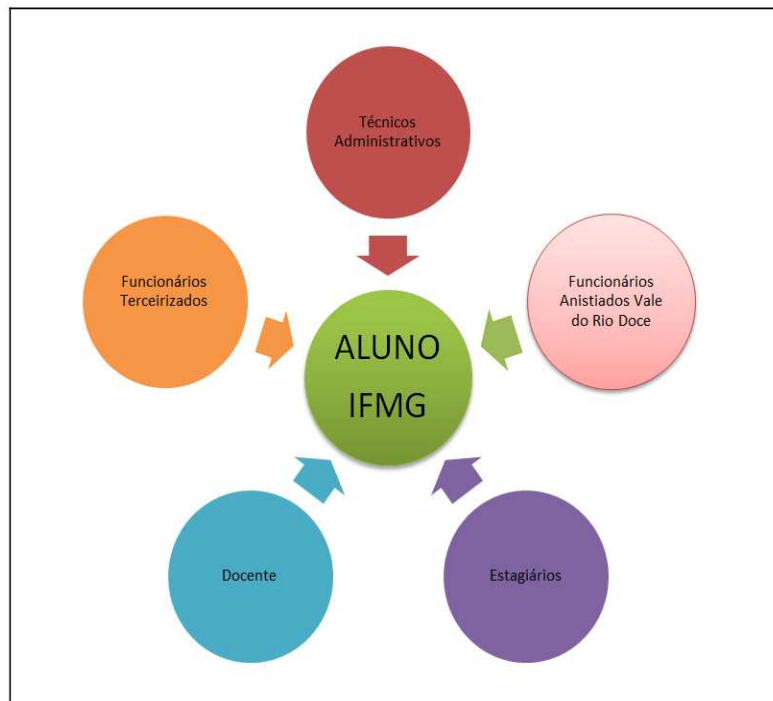 Técnicos
Administrativos
Funcionários
Terceirizados
Funcionários
Anistiados Vale
do Rio Doce
ALUNO
IFMG
Docente
Estagiários